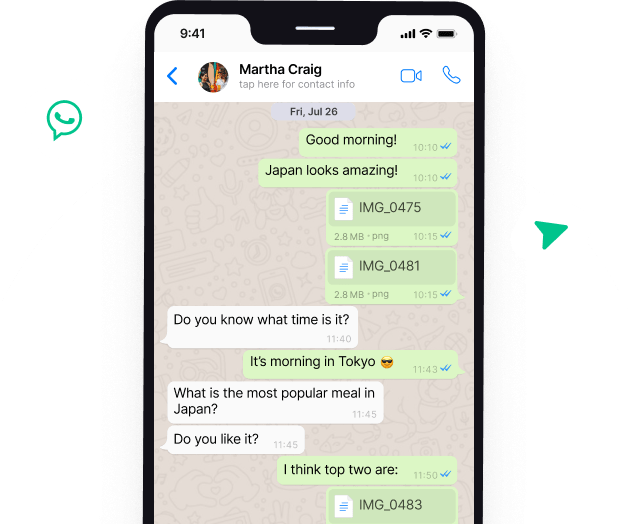 9:41
Martha Craig
tap here for contact info
Fri, Jul 26
Good morning!
10:10
Japan looks amazing!
10:10
IMG_0475
2.8 MB · png
10:15
IMG_0481
2.8 MB · png
10:15
Do you know what time is it?
11:40
It's morning in Tokyo 😎
11:43
What is the most popular meal in
Japan?
11:45
Do you like it?
11:45
I think top two are:
11:50
IMG_0483